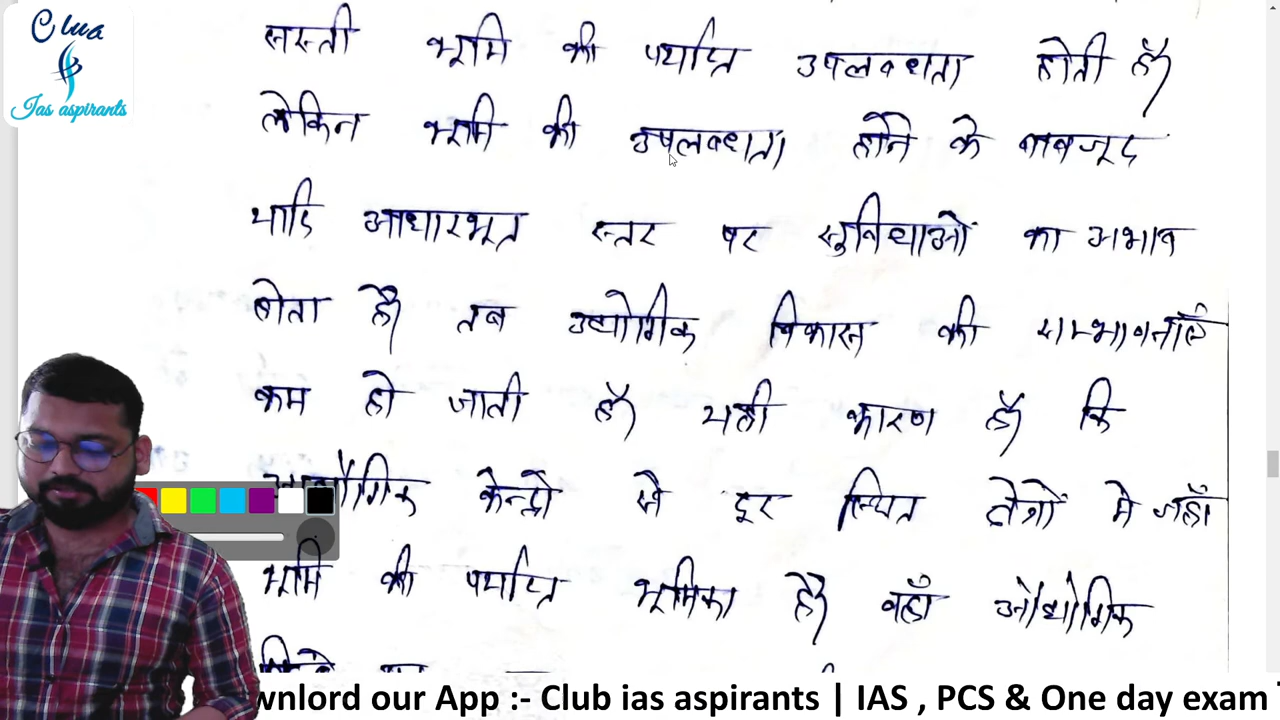 Clua
Ias aspirants
सस्ती भूमि की पर्याप्त उपलब्धता होती है।
लेकिन भूमि की उपलब्धता होने के बावजूद
यदि आधारभूत स्तर पर सुविधाओं का अभाव
होता है। तब उद्योगिक विकास की सम्भावनाएँ
कम हो जाती है। यही कारण है। कि
केन्द्रो से दूर स्थित क्षेत्रों मे जहाँ
भूमि की पर्याप्त भूमिका है। वहाँ औद्योगिक
wnlord our App :- Club ias aspirants | IAS , PCS & One day exam